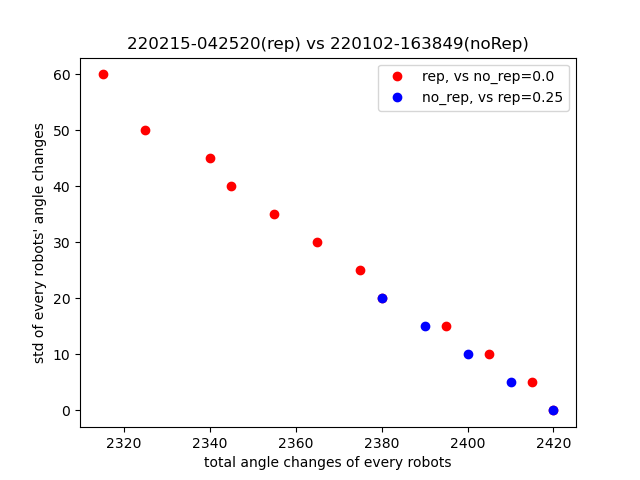 220215-042520(rep) vs 220102-163849(noRep)
rep, vs no_rep=0.0
no_rep, vs rep=0.25
std of every robots' angle changes
60
50
40
30
20
10
0
2320 2340 2360 2380 2400 2420
total angle changes of every robots